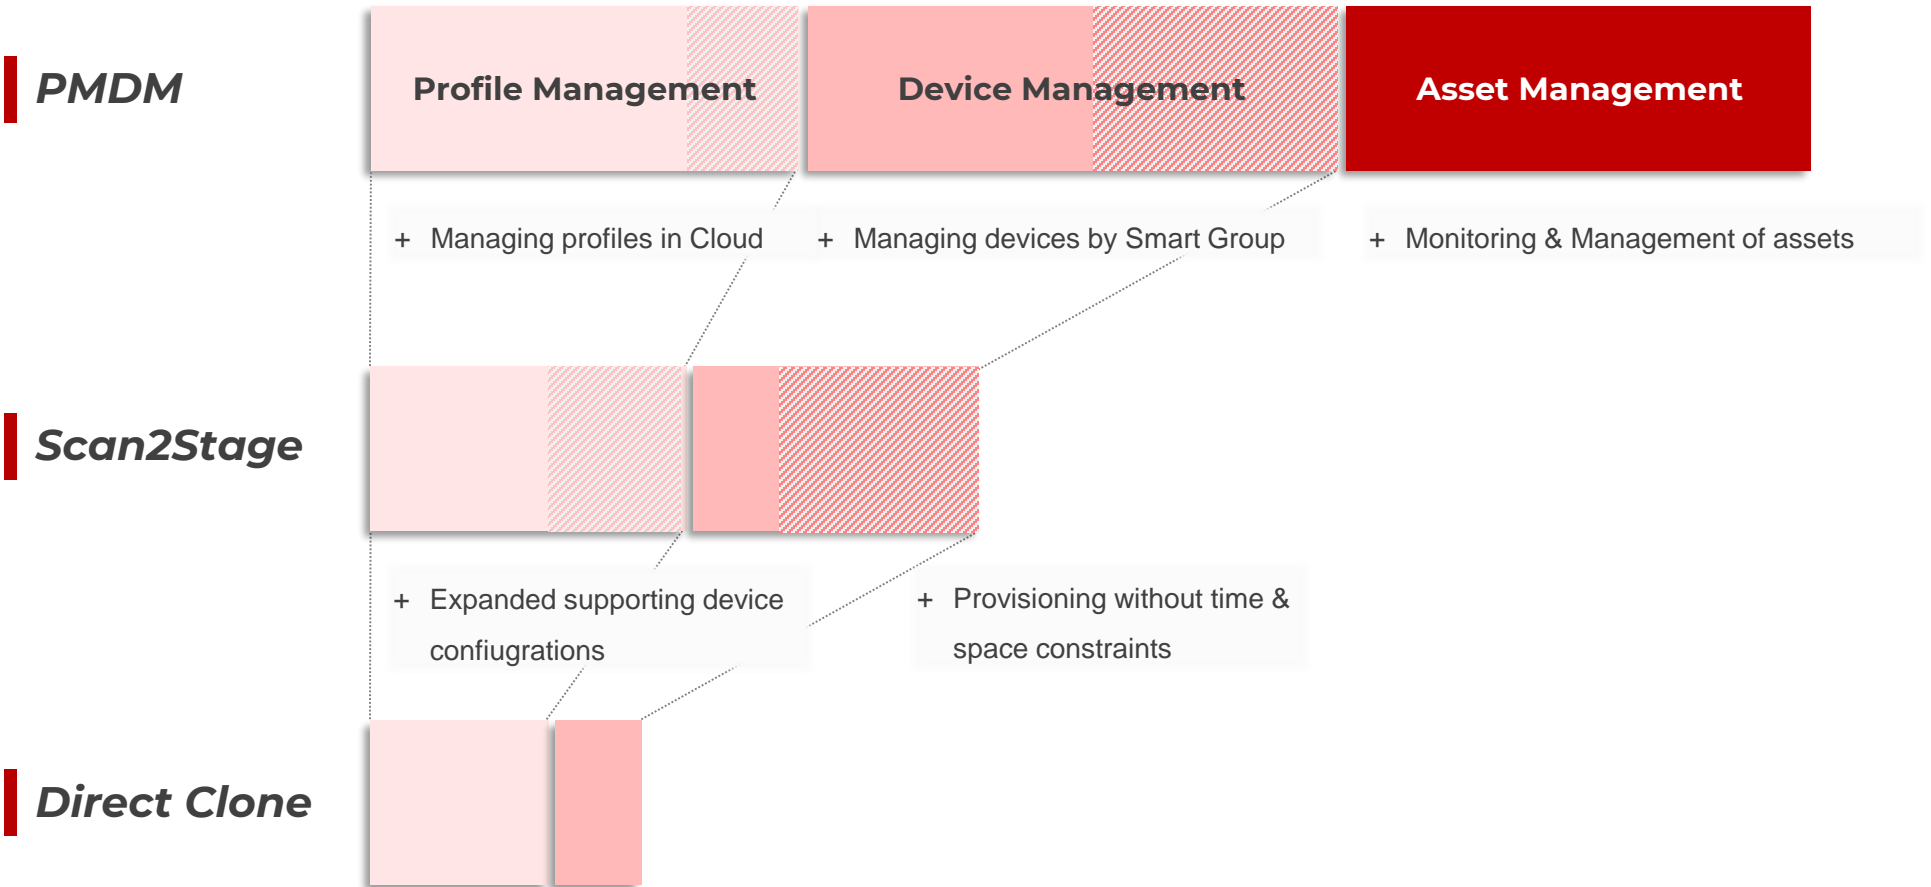 PMDM
Profile Management
Device Management
Asset Management
+ Managing profiles in Cloud
+ Managing devices by Smart Group
+ Monitoring & Management of assets
Scan2Stage
+ Expanded supporting device
confiugrations
+ Provisioning without time &
space constraints
Direct Clone